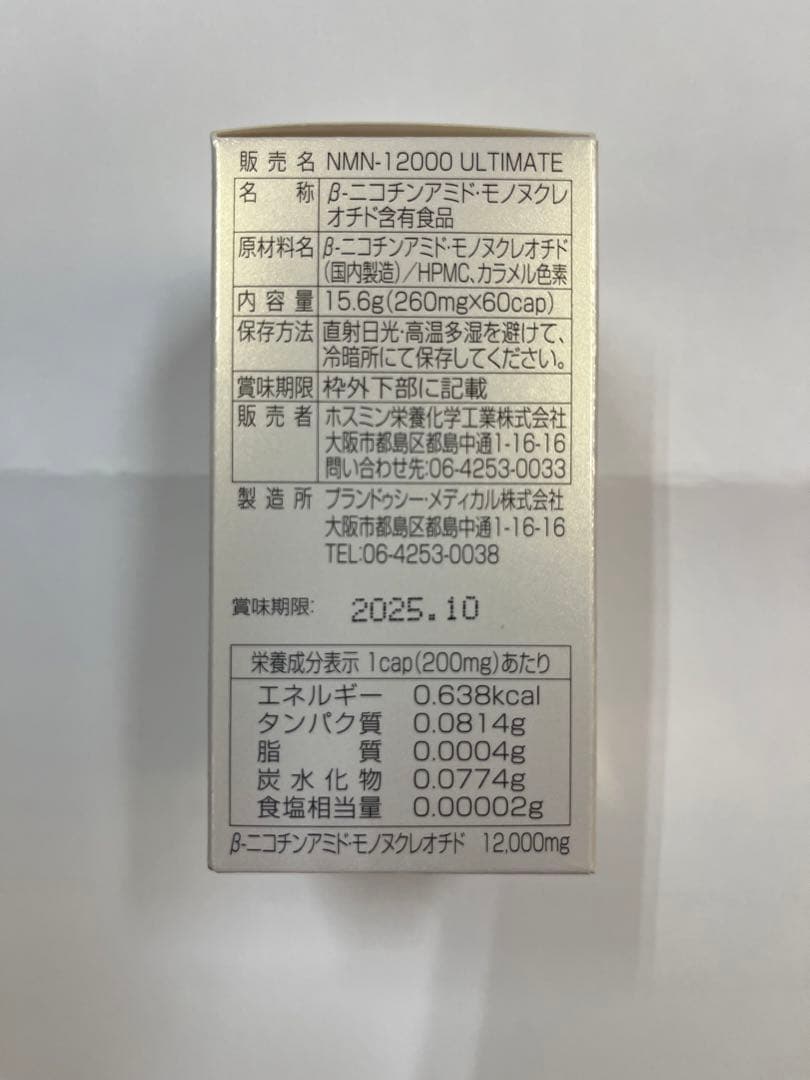 販売名 NMN-12000 ULTIMATE
名称 β-ニコチンアミド・モノヌクレ
オチド含有食品
原材料名 β-ニコチンアミド・モノヌクレオチド
(国内製造)/HPMC、カラメル色素
内容量 15.6g(260mg×60cap)
保存方法 直射日光・高温多湿を避けて、
冷暗所にて保存してください。
賞味期限 枠外下部に記載
販売者 ホスミン栄養化学工業株式会社
大阪市都島区都島中通1-16-16
問い合わせ先:06-4253-0033
製造所 ブランドゥシー・メディカル株式会社
大阪市都島区都島中通1-16-16
TEL:06-4253-0038
賞味期限: 2025.10
栄養成分表示 1cap(200mg)あたり
エネルギー 0.638kcal
タンパク質 0.0814g
脂質 0.0004g
炭水化物 0.0774g
食塩相当量 0.00002g
β-ニコチンアミド・モノヌクレオチド 12,000mg